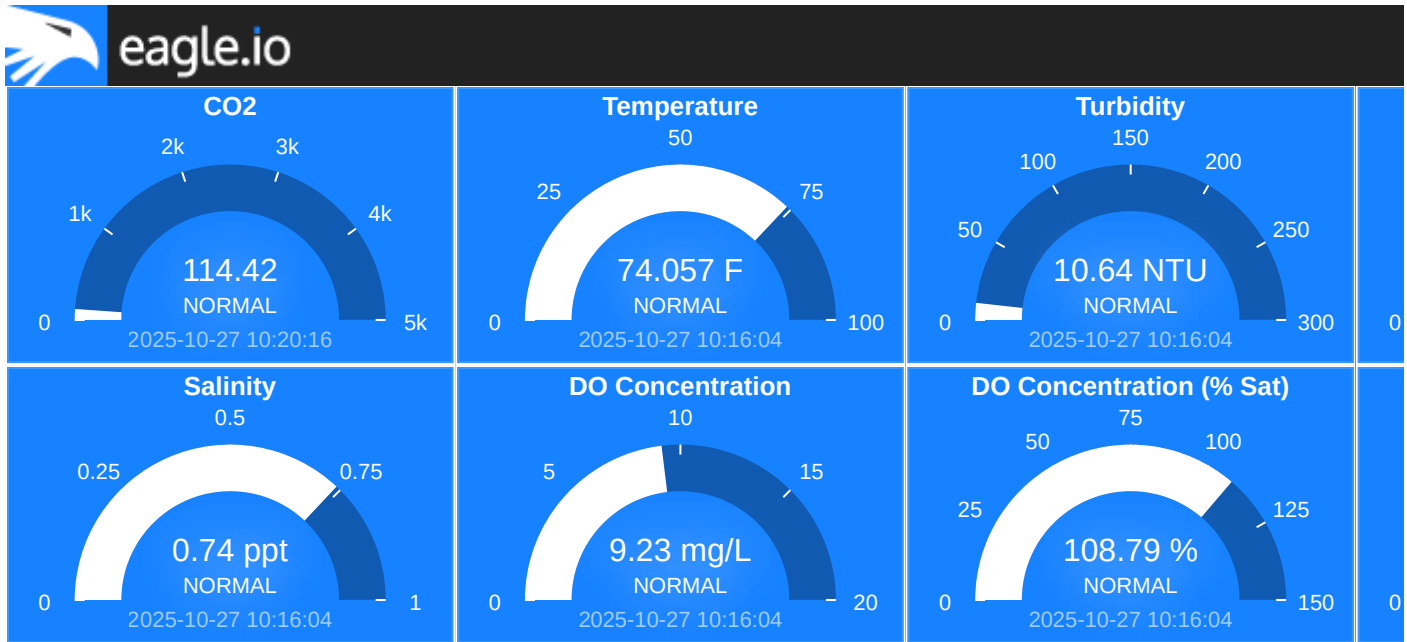 eagle.io
CO2
2k 3k
1k 4k
0 5k
114.42
NORMAL
2025-10-27 10:20:16
Temperature
50
25 75
0 100
74.057 F
NORMAL
2025-10-27 10:16:04
Turbidity
150
100 200
50 250
0 300
10.64 NTU
NORMAL
2025-10-27 10:16:04
0
Salinity
0.5
0.25 0.75
0 1
0.74 ppt
NORMAL
2025-10-27 10:16:04
DO Concentration
10
5 15
0 20
9.23 mg/L
NORMAL
2025-10-27 10:16:04
DO Concentration (% Sat)
75
50 100
25 125
0 150
108.79 %
NORMAL
2025-10-27 10:16:04
0